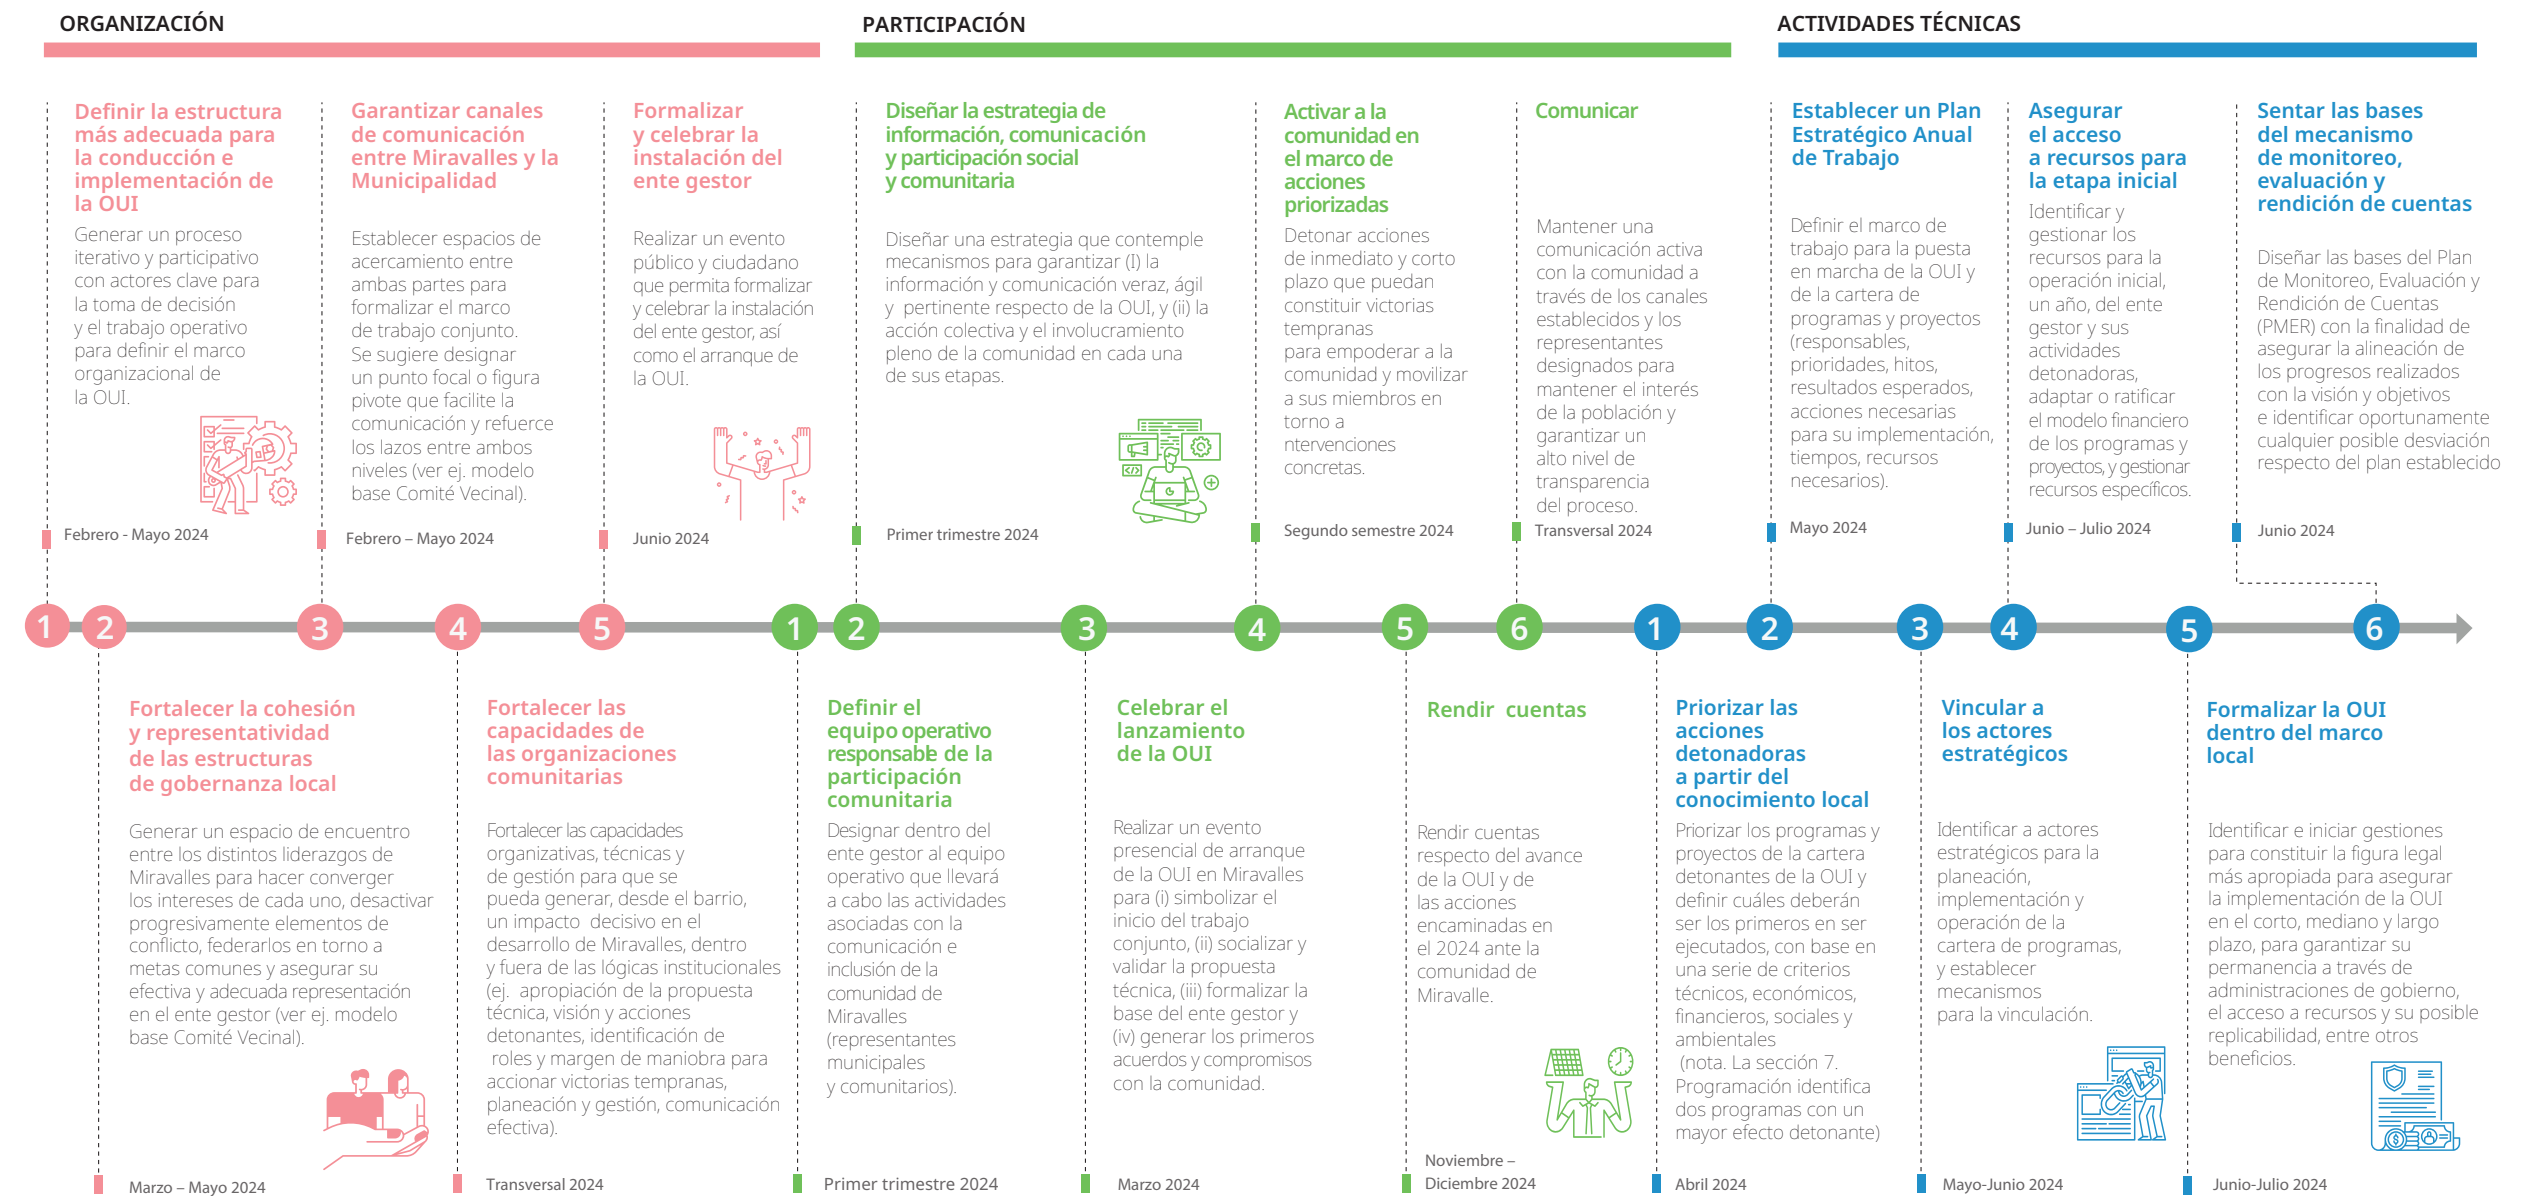 ORGANIZACIÓN
PARTICIPACIÓN
ACTIVIDADES TÉCNICAS
Definir la estructura
más adecuada para
la conducción e
implementación de
la OUI
Generar un proceso
iterativo y participativo
con actores clave para
la toma de decisión
y el trabajo operativo
para definir el marco
organizacional de
la OUI.
Febrero - Mayo 2024
Garantizar canales
de comunicación
entre Miravalles y la
Municipalidad
Establecer espacios de
acercamiento entre
ambas partes para
formalizar el marco
de trabajo conjunto.
Se sugiere designar
un punto focal o figura
pivote que facilite la
comunicación y refuerce
los lazos entre ambos
niveles (ver ej. modelo
base Comité Vecinal).
Febrero – Mayo 2024
Formalizar
y celebrar la
instalación del
ente gestor
Realizar un evento
público y ciudadano
que permita formalizar
y celebrar la instalación
del ente gestor, así
como el arranque de
la OUI.
Junio 2024
Diseñar la estrategia de
información, comunicación
y participación social
y comunitaria
Diseñar una estrategia que contemple
mecanismos para garantizar (I) la
información y comunicación veraz, ágil
y pertinente respecto de la OUI, y (ii) la
acción colectiva y el involucramiento
pleno de la comunidad en cada una
de sus etapas.
</>
Primer trimestre 2024
Activar a la
comunidad en
el marco de
acciones
priorizadas
Detonar acciones
de inmediato y corto
plazo que puedan
constituir victorias
tempranas
para empoderar a la
comunidad y movilizar
a sus miembros en
torno a
ntervenciones
concretas.
Segundo semestre 2024
Comunicar
Mantener una
comunicación activa
con la comunidad a
través de los canales
establecidos y los
representantes
designados para
mantener el interés
de la población y
garantizar un
alto nivel de
transparencia
del proceso.
Transversal 2024
Establecer un Plan
Estratégico Anual
de Trabajo
Definir el marco de
trabajo para la puesta
en marcha de la OUI y
de la cartera de
programas y proyectos
(responsables,
prioridades, hitos,
resultados esperados,
acciones necesarias
para su implementación,
tiempos, recursos
necesarios).
Mayo 2024
Asegurar
el acceso
a recursos para
la etapa inicial
Identificar y
gestionar los
recursos para la
operación inicial,
un año, del ente
gestor y sus
actividades
detonadoras,
adaptar o ratificar
el modelo financiero
de los programas y
proyectos, y gestionar
recursos específicos.
Junio – Julio 2024
Sentar las bases
del mecanismo
de monitoreo,
evaluación y
rendición de cuentas
Diseñar las bases del Plan
de Monitoreo, Evaluación y
Rendición de Cuentas
(PMER) con la finalidad de
asegurar la alineación de
los progresos realizados
con la visión y objetivos
e identificar oportunamente
cualquier posible desviación
respecto del plan establecido
Junio 2024
1 2 3 4 5 1 2 3 4 5 6 1 2 3 4 5 6
Fortalecer la cohesión
y representatividad
de las estructuras
de gobernanza local
Generar un espacio de encuentro
entre los distintos liderazgos de
Miravalles para hacer converger
los intereses de cada uno, desactivar
progresivamente elementos de
conflicto, federarlos en torno a
metas comunes y asegurar su
efectiva y adecuada representación
en el ente gestor (ver ej. modelo
base Comité Vecinal).
Marzo – Mayo 2024
Fortalecer las
capacidades de
las organizaciones
comunitarias
Fortalecer las capacidades
organizativas, técnicas y
de gestión para que se
pueda generar, desde el barrio,
un impacto decisivo en el
desarrollo de Miravalles, dentro
y fuera de las lógicas institucionales
(ej. apropiación de la propuesta
técnica, visión y acciones
detonantes, identificación de
roles y margen de maniobra para
accionar victorias tempranas,
planeación y gestión, comunicación
efectiva).
Transversal 2024
Definir el
equipo operativo
responsable de la
participación
comunitaria
Designar dentro del
ente gestor al equipo
operativo que llevará
a cabo las actividades
asociadas con la
comunicación e
inclusión de la
comunidad de
Miravalles
(representantes
municipales
y comunitarios).
Primer trimestre 2024
Celebrar el
lanzamiento
de la OUI
Realizar un evento
presencial de arranque
de la OUI en Miravalles
para (i) simbolizar el
inicio del trabajo
conjunto, (ii) socializar y
validar la propuesta
técnica, (iii) formalizar la
base del ente gestor y
(iv) generar los primeros
acuerdos y compromisos
con la comunidad.
Marzo 2024
Rendir cuentas
Rendir cuentas
respecto del avance
de la OUI y de
las acciones
encaminadas en
el 2024 ante la
comunidad de
Miravalle.
Noviembre –
Diciembre 2024
Priorizar las
acciones
detonadoras
a partir del
conocimiento local
Priorizar los programas y
proyectos de la cartera
detonantes de la OUI y
definir cuáles deberán
ser los primeros en ser
ejecutados, con base en
una serie de criterios
técnicos, económicos,
financieros, sociales y
ambientales
(nota. La sección 7.
Programación identifica
dos programas con un
mayor efecto detonante)
Abril 2024
Vincular a
los actores
estratégicos
Identificar a actores
estratégicos para la
planeación,
implementación y
operación de la
cartera de programas,
y establecer
mecanismos
para la vinculación.
Mayo-Junio 2024
Formalizar la OUI
dentro del marco
local
Identificar e iniciar gestiones
para constituir la figura legal
más apropiada para asegurar
la implementación de la OUI
en el corto, mediano y largo
plazo, para garantizar su
permanencia a través de
administraciones de gobierno,
el acceso a recursos y su posible
replicabilidad, entre otros
beneficios.
$
Junio-Julio 2024